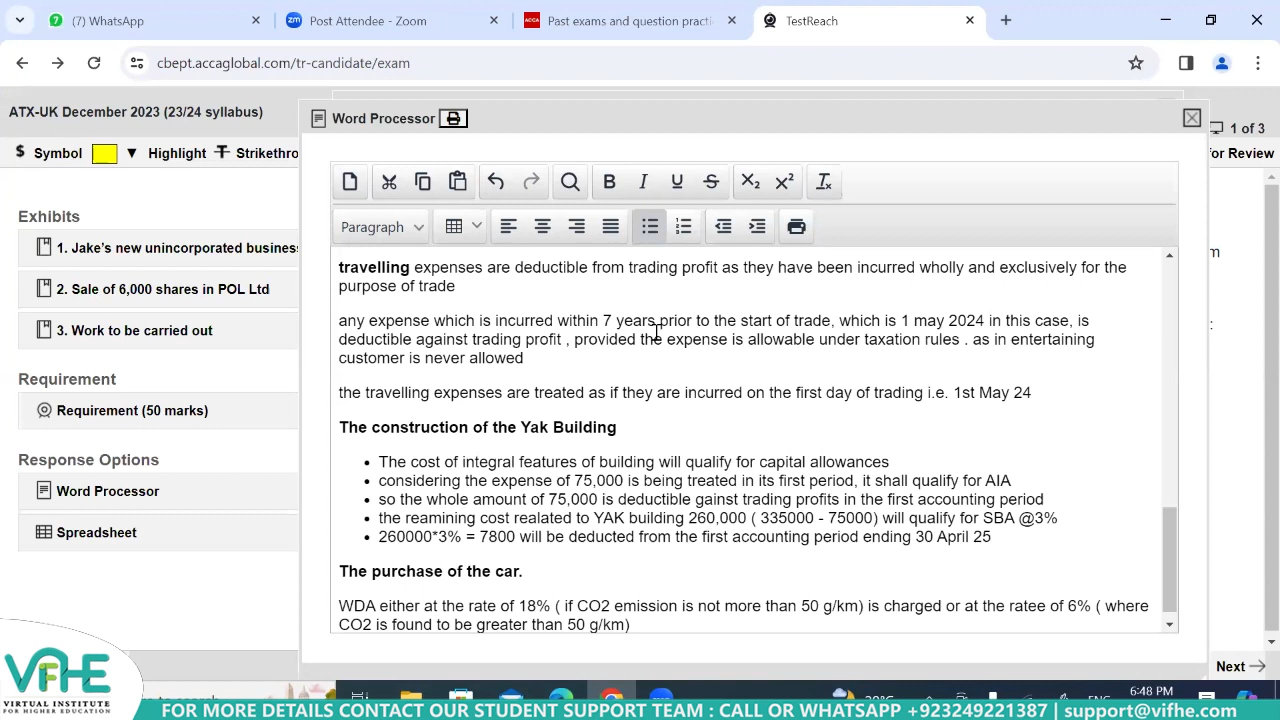 (7) WhatsApp
Post Attendee - Zoom
Past exams and question practi
TestReach
cbept.accaglobal.com/tr-candidate/exam
ATX-UK December 2023 (23/24 syllabus)
Word Processor
1 of 3
$ Symbol
Highlight
Strikethro
or Review
Paragraph
Exhibits
1. Jake's new unincorporated business
2. Sale of 6,000 shares in POL Ltd
3. Work to be carried out
Requirement
Requirement (50 marks)
Response Options
Word Processor
Spreadsheet
travelling expenses are deductible from trading profit as they have been incurred wholly and exclusively for the
purpose of trade
any expense which is incurred within 7 years prior to the start of trade, which is 1 may 2024 in this case, is
deductible against trading profit , provided the expense is allowable under taxation rules . as in entertaining
customer is never allowed
the travelling expenses are treated as if they are incurred on the first day of trading i.e. 1st May 24
The construction of the Yak Building
• The cost of integral features of building will qualify for capital allowances
• considering the expense of 75,000 is being treated in its first period, it shall qualify for AIA
• so the whole amount of 75,000 is deductible gainst trading profits in the first accounting period
• the reamining cost realated to YAK building 260,000 ( 335000 - 75000) will qualify for SBA @3%
• 260000*3% = 7800 will be deducted from the first accounting period ending 30 April 25
The purchase of the car.
WDA either at the rate of 18% ( if CO2 emission is not more than 50 g/km) is charged or at the ratee of 6% ( where
CO2 is found to be greater than 50 g/km)
Next
ENG
6:48 PM
VFHE
VIRTUAL INSTITUTE
FOR HIGHER EDUCATION
FOR MORE DETAILS CONTACT OUR STUDENT SUPPORT TEAM : CALL OR WHATSAPP +923249221387 | support@vifhe.com